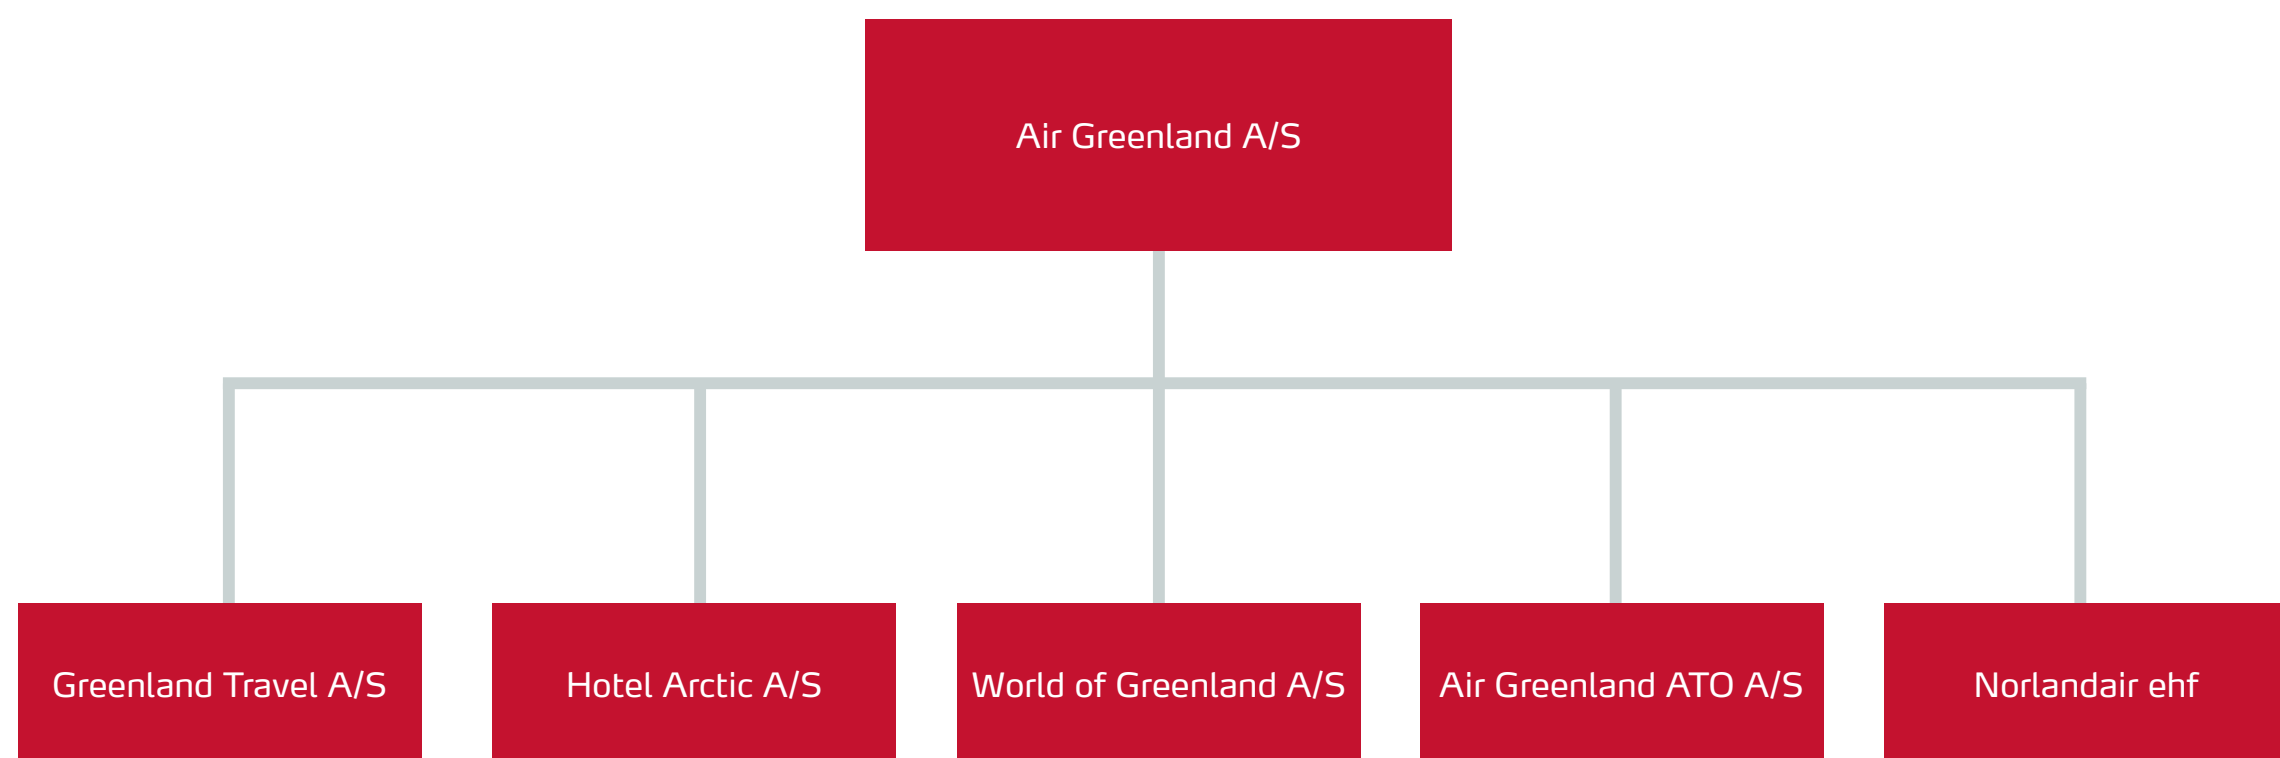 Air Greenland A/S
Greenland Travel A/S
Hotel Arctic A/S
World of Greenland A/S
Air Greenland ATO A/S
Norlandair ehf